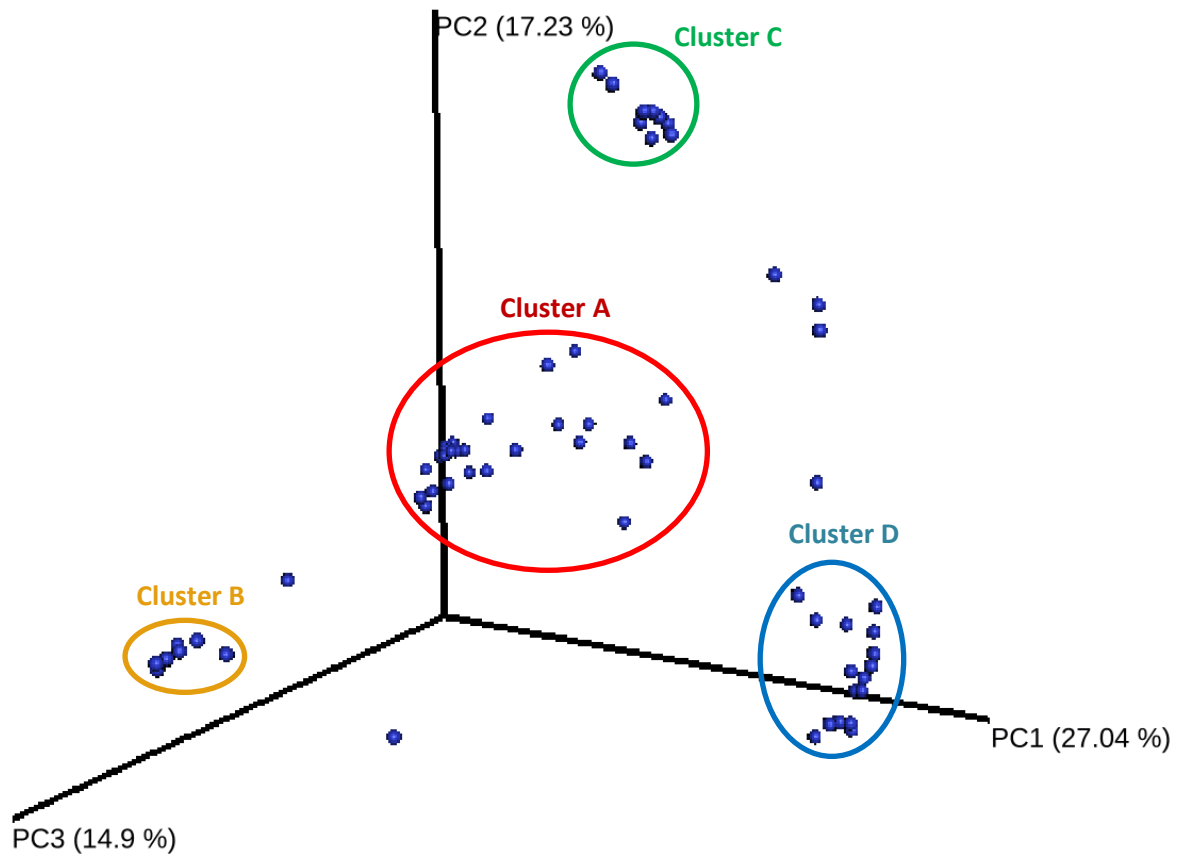 PC2 (17.23 %)
Cluster C
Cluster A
Cluster D
Cluster B
PC1 (27.04 %)
PC3 (14.9 %)